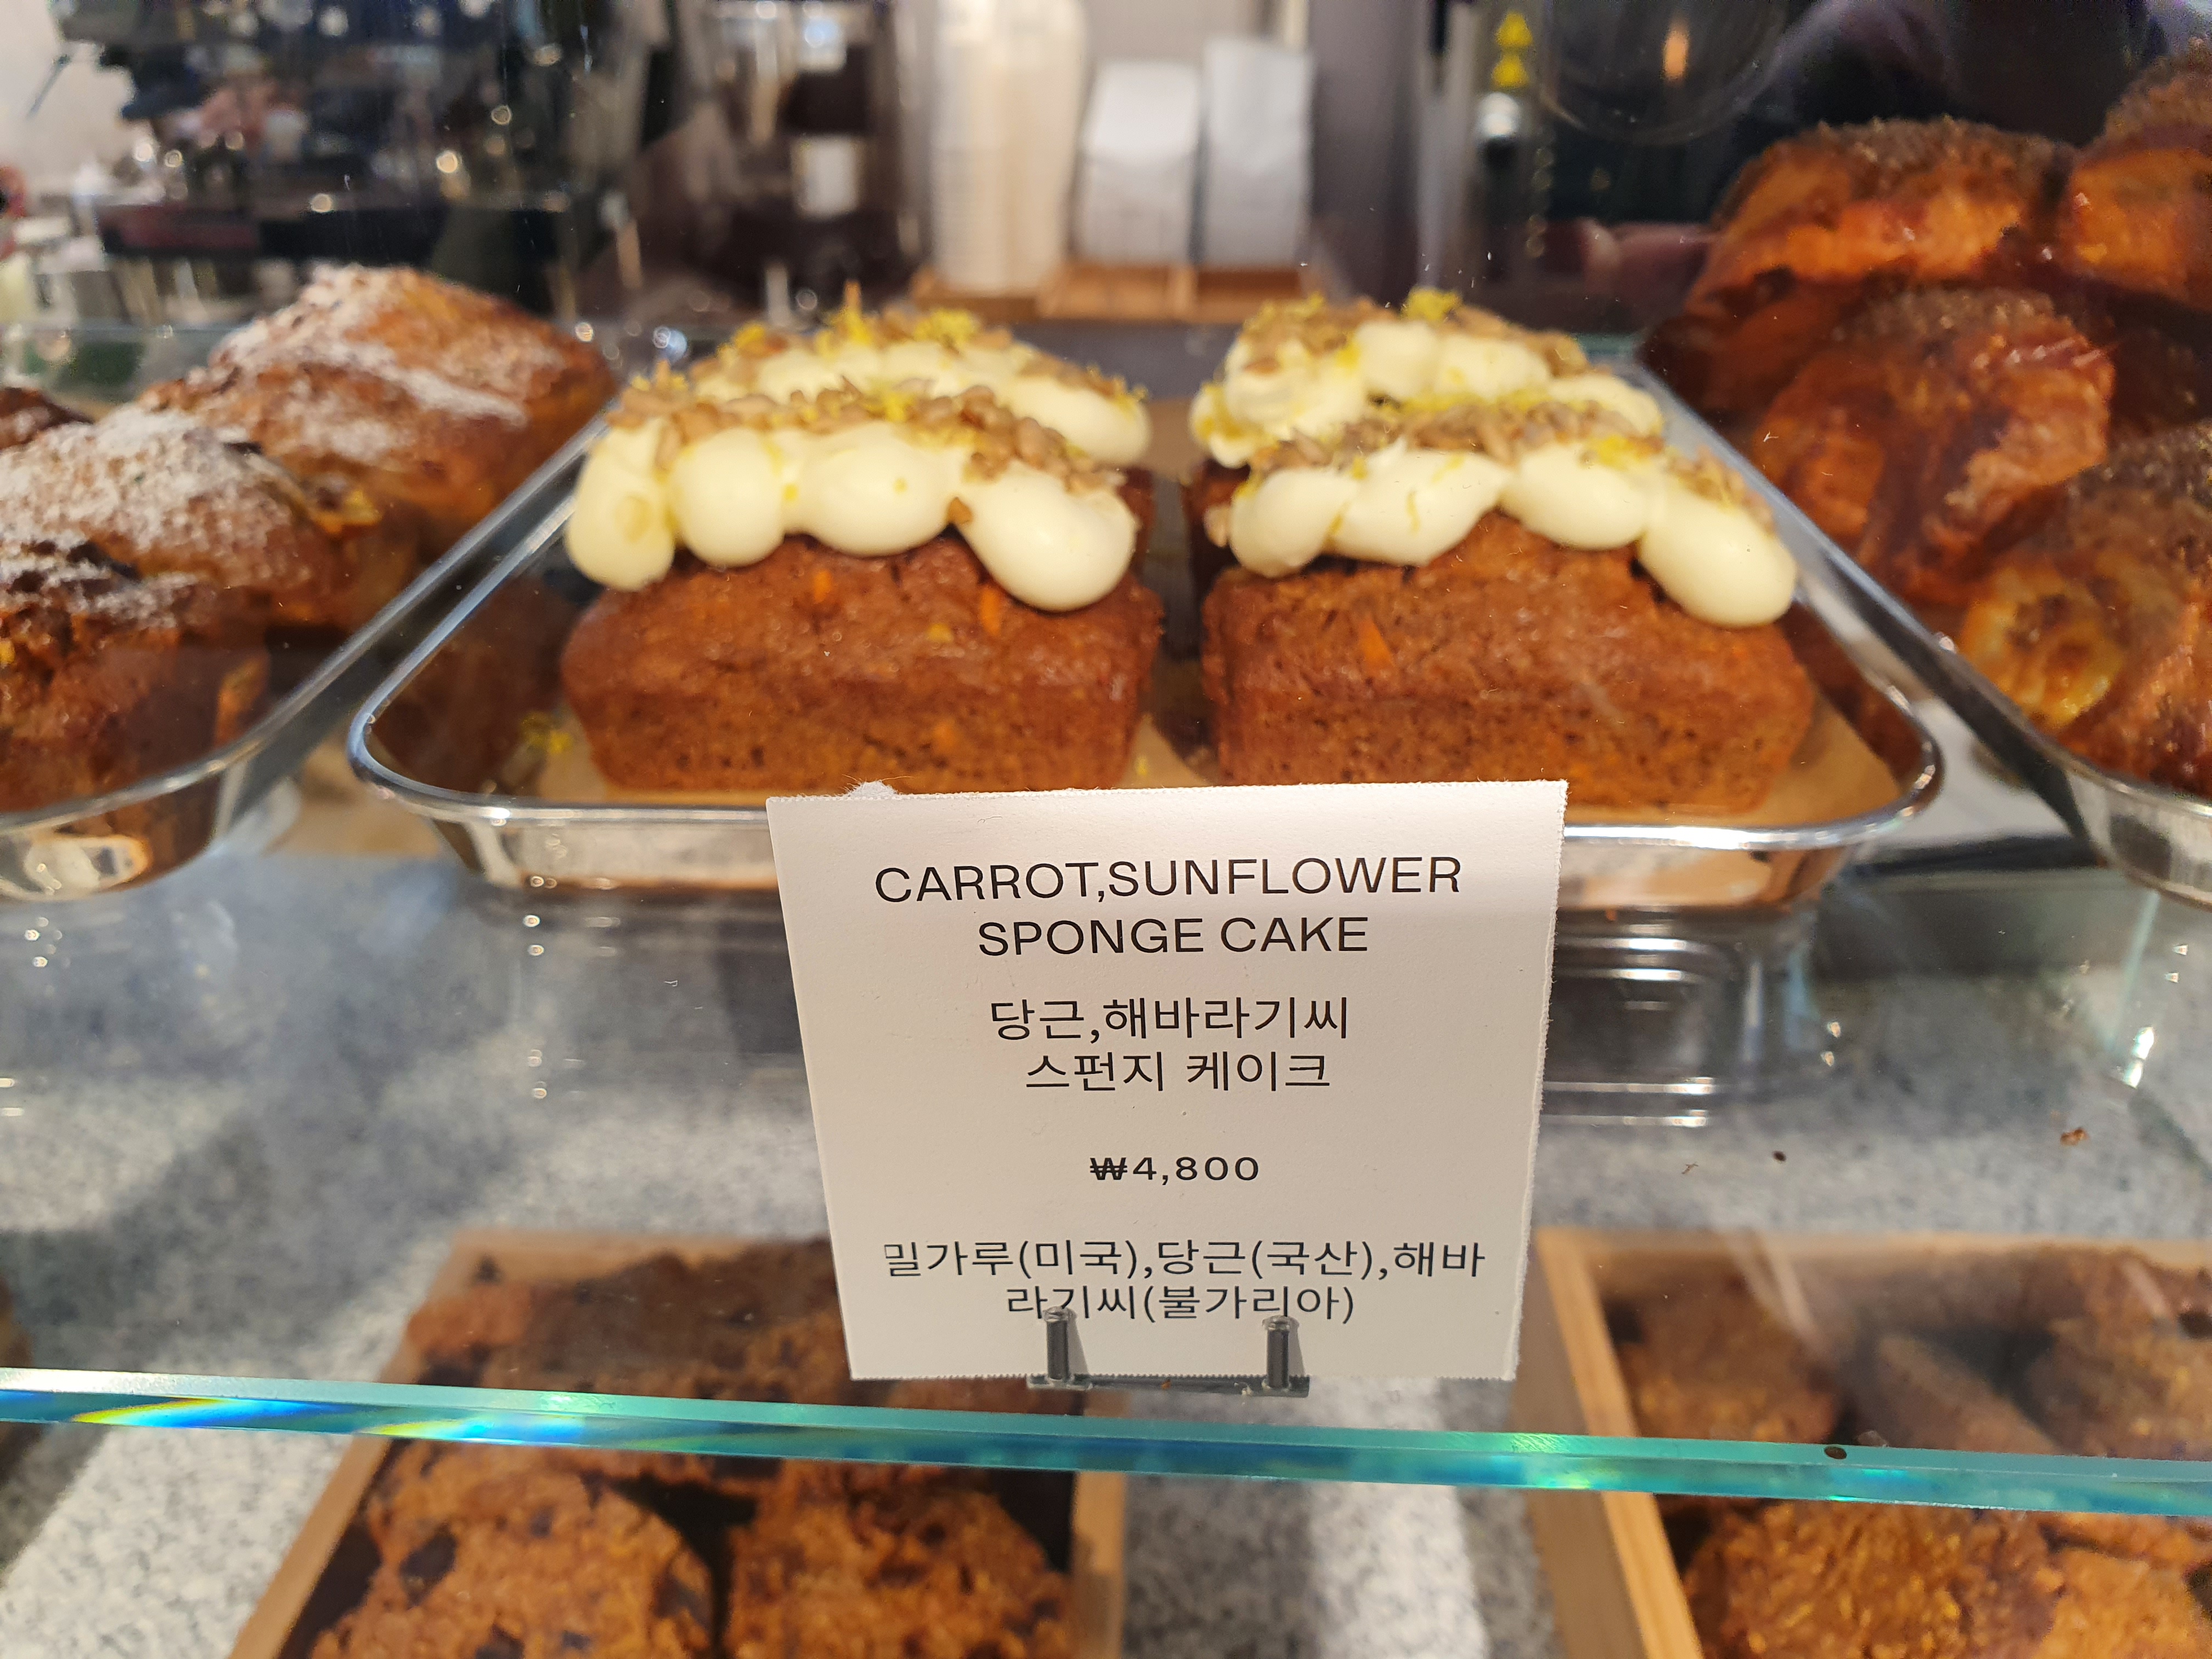 CARROT,SUNFLOWER
SPONGE CAKE
당근,해바라기씨
스펀지 케이크
₩4,800
밀가루(미국),당근(국산),해바
라기씨(불가리아)